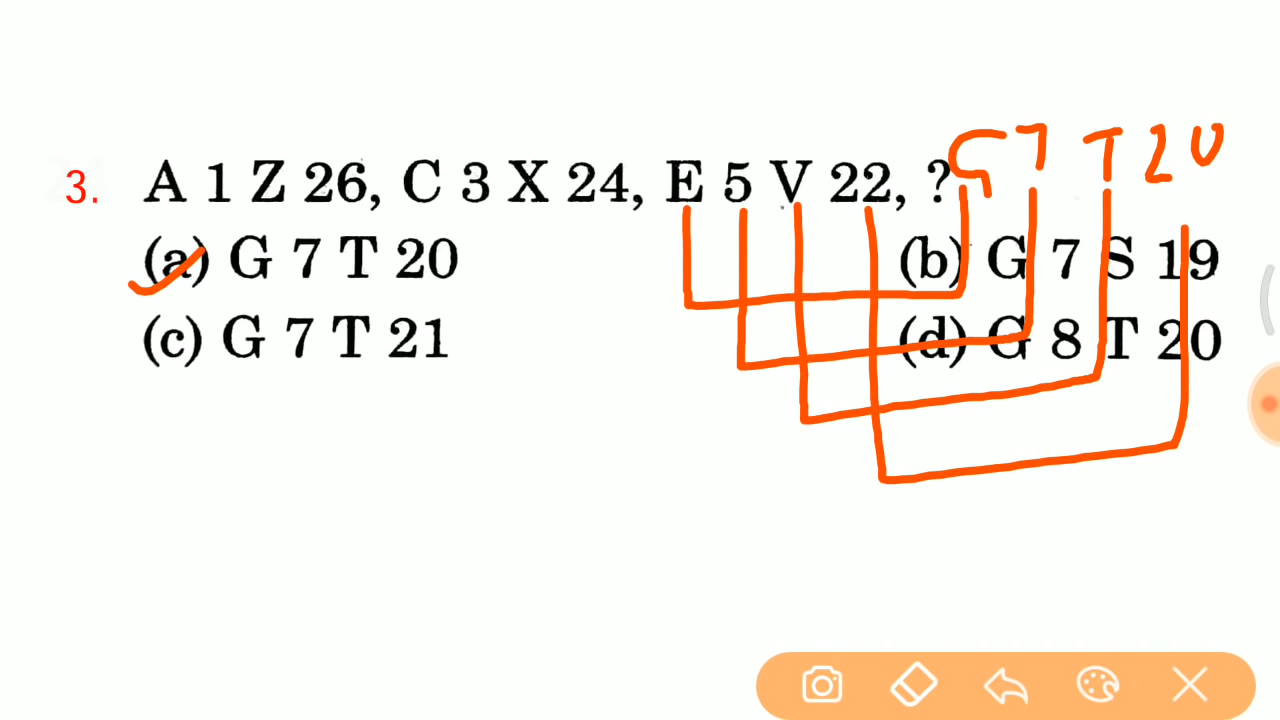 G 7 T 20
3. A 1 Z 26, C 3 X 24, E 5 V 22, ?
(a) G 7 T 20 (b) G 7 S 19
(c) G 7 T 21 (d) G 8 T 20